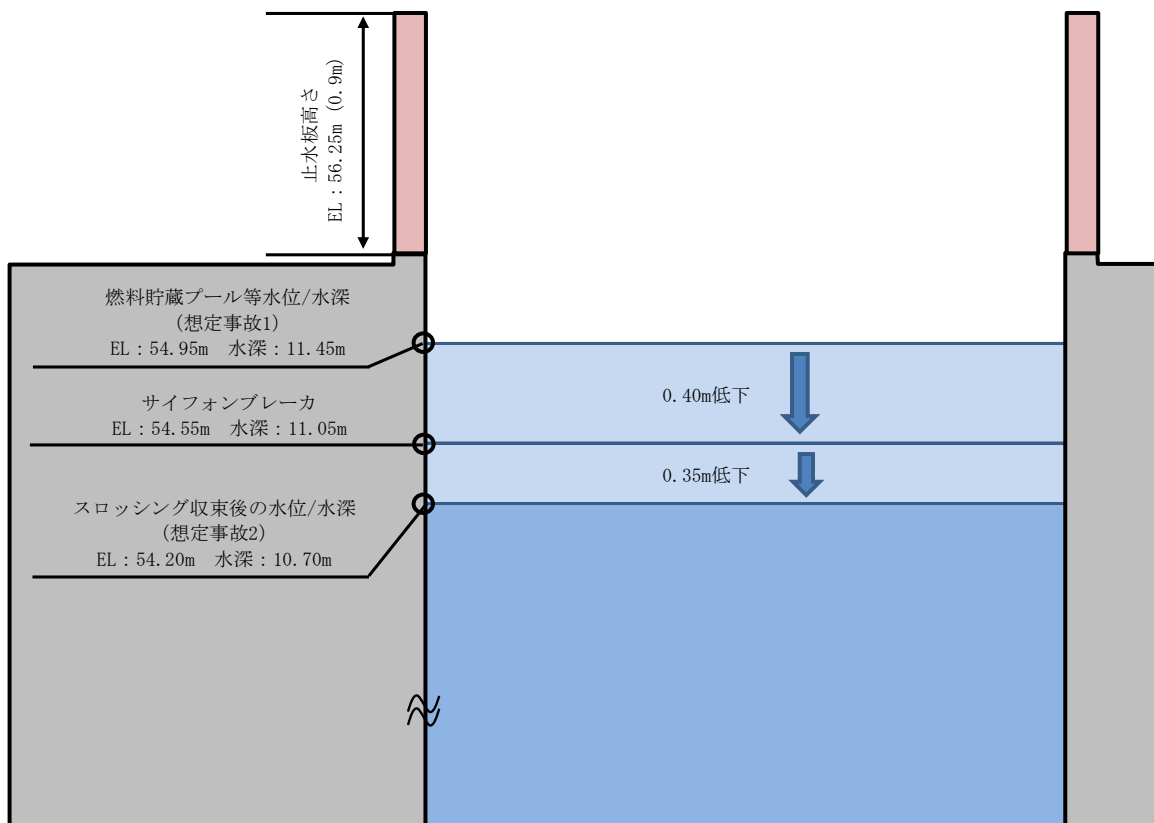 止水板高さ
EL：56.25m (0.9m)
燃料貯蔵プール等水位/水深
(想定事故1)
EL：54.95m　水深：11.45m
サイフォンブレーカ
EL：54.55m　水深：11.05m
スロッシング収束後の水位/水深
(想定事故2)
EL：54.20m　水深：10.70m
0.40m低下
0.35m低下